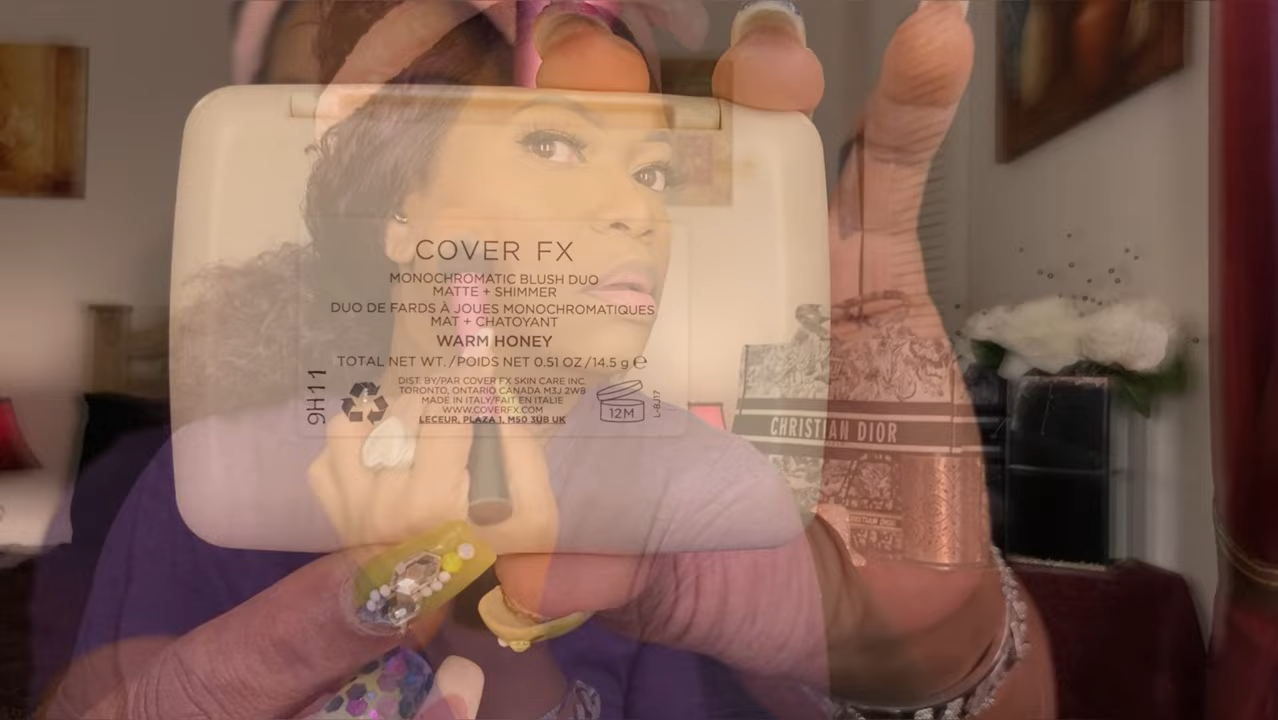 COVER FX
MONOCHROMATIC BLUSH DUO
MATTE + SHIMMER
DUO DE FARDS À JOUES MONOCHROMATIQUES
MAT + CHATOYANT
WARM HONEY
TOTAL NET WT./POIDS NET 0.51 OZ/14.5 g ℮
9H11
DIST. BY/PAR COVER FX SKIN CARE INC.
TORONTO, ONTARIO CANADA M3J 2W8
MADE IN ITALY/FAIT EN ITALIE
WWW.COVERFX.COM
LECEUR, PLAZA 1, M50 3UB UK
12M
L-BJ17
CHRISTIAN DIOR
CHRISTIAN DIOR